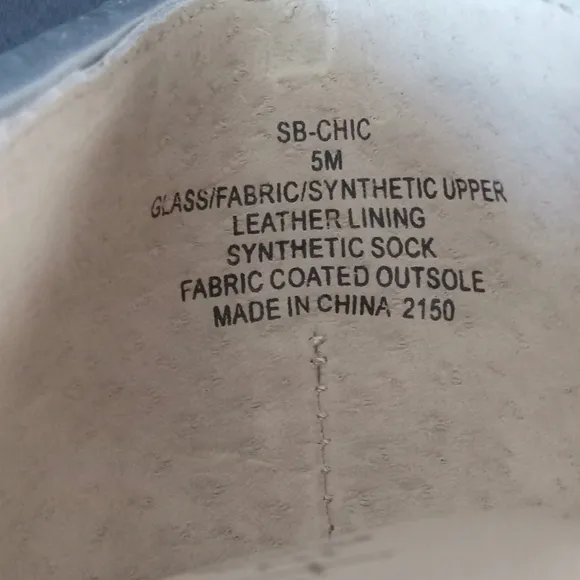 SB-CHIC
5M
GLASS/FABRIC/SYNTHETIC UPPER
LEATHER LINING
SYNTHETIC SOCK
FABRIC COATED OUTSOLE
MADE IN CHINA 2150